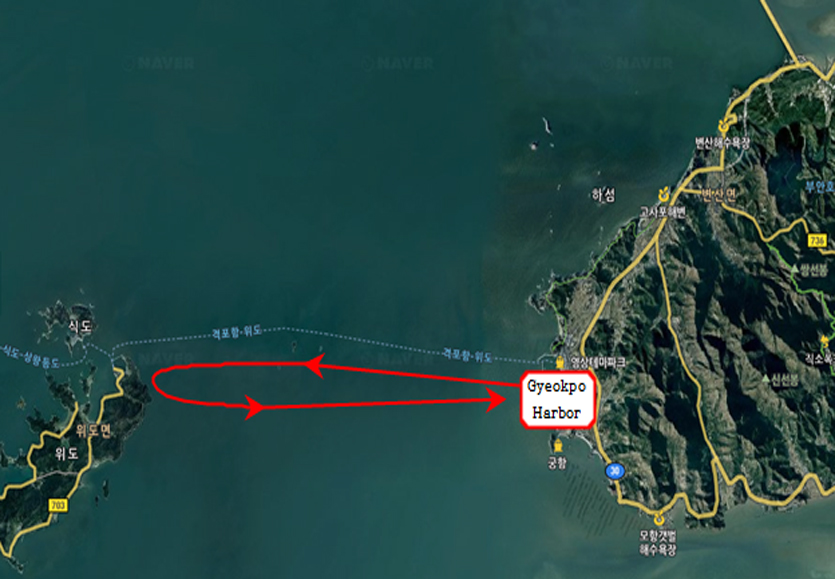 NAVER
NAVER
NAVER
변산해수욕장
하섬
고사포해변
변산면
부안호
736
쌍선봉
식도
격포항-위도
식도-상왕등도
격포항-위도
영상테마파크
직소폭
NAVER
NAVER
신선봉
Gyeokpo
Harbor
위도면
위도
궁항
30
703
모항갯벌
해수욕장